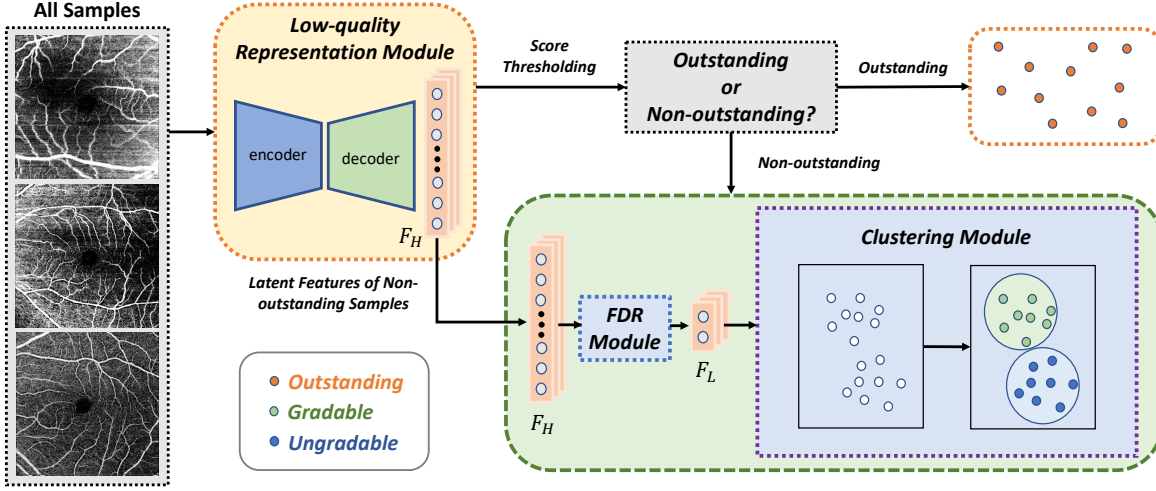 All Samples
Low-quality
Representation Module
encoder
decoder
F_H
Score
Thresholding
Outstanding
or
Non-outstanding?
Outstanding
Non-outstanding
Latent Features of Non-
outstanding Samples
F_H
FDR
Module
F_L
Clustering Module
Outstanding
Gradable
Ungradable